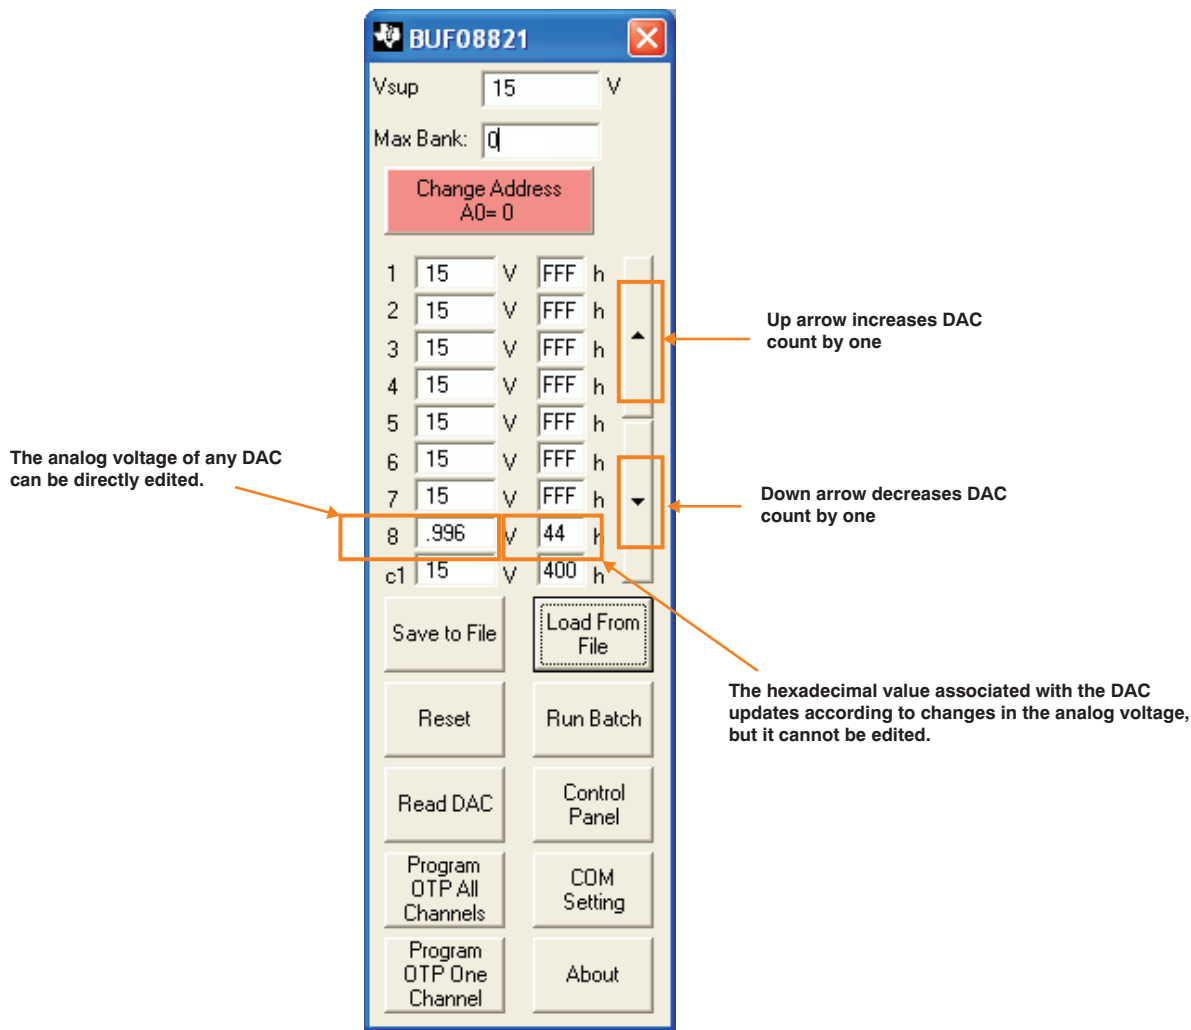 BUF08821
Vsup 15 V
Max Bank: 0
Change Address
A0= 0
1 15 V FFF h
2 15 V FFF h
3 15 V FFF h
4 15 V FFF h
5 15 V FFF h
6 15 V FFF h
7 15 V FFF h
8 .996 V 44 h
c1 15 V 400 h
Up arrow increases DAC
count by one
The analog voltage of any DAC
can be directly edited.
Down arrow decreases DAC
count by one
Save to File
Load From
File
The hexadecimal value associated with the DAC
updates according to changes in the analog voltage,
but it cannot be edited.
Reset
Run Batch
Read DAC
Control
Panel
Program
OTP All
Channels
COM
Setting
Program
OTP One
Channel
About